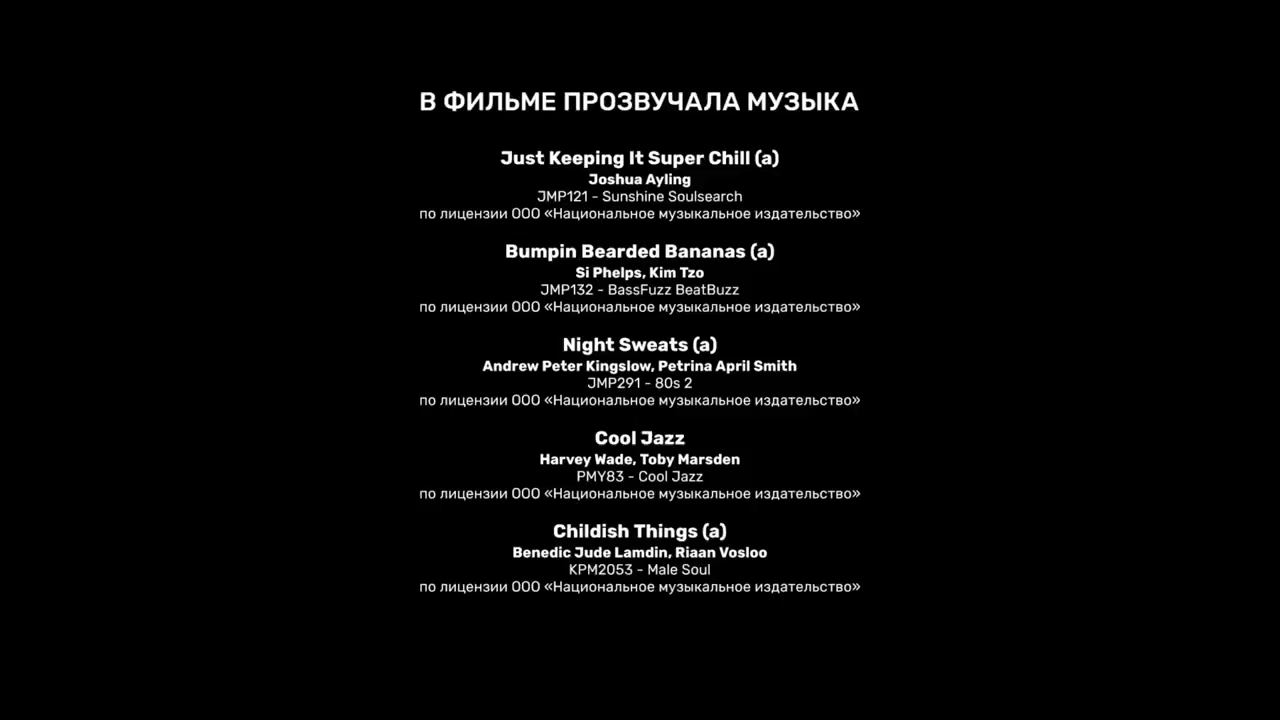 В ФИЛЬМЕ ПРОЗВУЧАЛА МУЗЫКА
Just Keeping It Super Chill (a)
Joshua Ayling
JMP121 - Sunshine Soulsearch
по лицензии ООО «Национальное музыкальное издательство»
Bumpin Bearded Bananas (a)
Si Phelps, Kim Tzo
JMP132 - BassFuzz BeatBuzz
по лицензии ООО «Национальное музыкальное издательство»
Night Sweats (a)
Andrew Peter Kingslow, Petrina April Smith
JMP291 - 80s 2
по лицензии ООО «Национальное музыкальное издательство»
Cool Jazz
Harvey Wade, Toby Marsden
PMY83 - Cool Jazz
по лицензии ООО «Национальное музыкальное издательство»
Childish Things (a)
Benedic Jude Lamdin, Riaan Vosloo
KPM2053 - Male Soul
по лицензии ООО «Национальное музыкальное издательство»